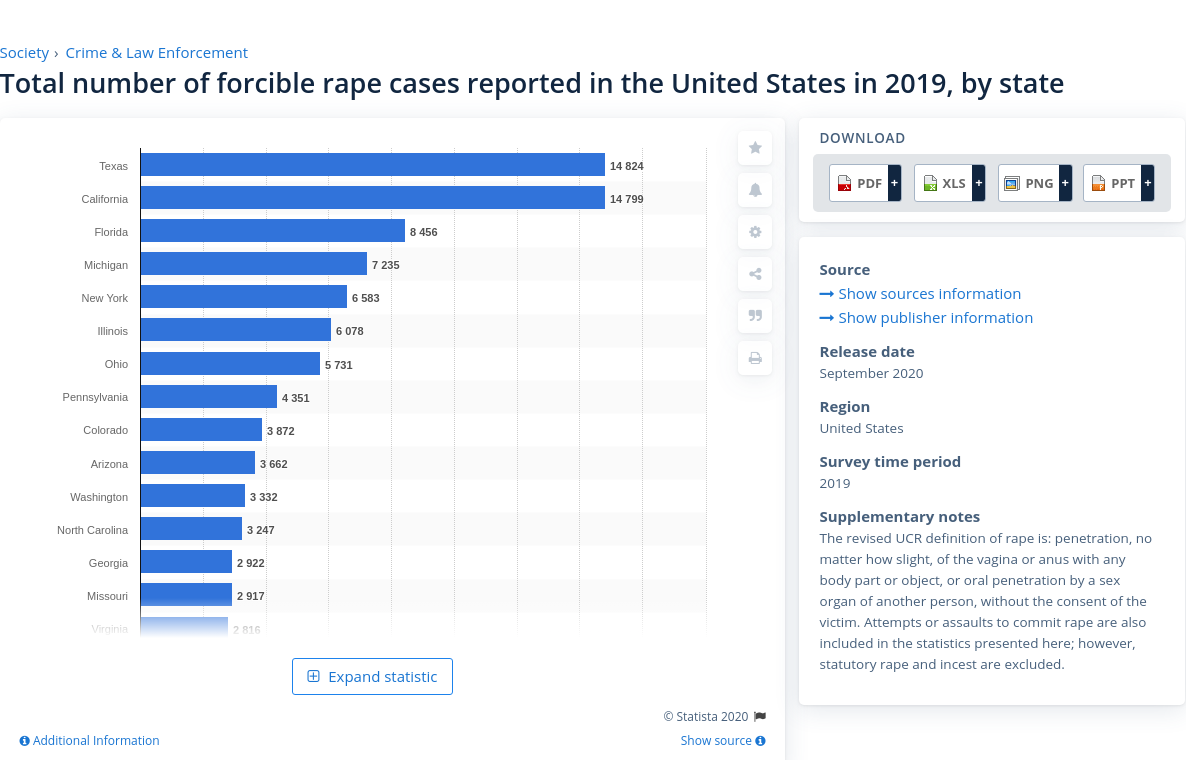 Society › Crime & Law Enforcement
Total number of forcible rape cases reported in the United States in 2019, by state
Texas 14 824
California 14 799
Florida 8 456
Michigan 7 235
New York 6 583
Illinois 6 078
Ohio 5 731
Pennsylvania 4 351
Colorado 3 872
Arizona 3 662
Washington 3 332
North Carolina 3 247
Georgia 2 922
Missouri 2 917
Virginia 2 816
Expand statistic
© Statista 2020
Additional Information
Show source
DOWNLOAD
PDF + XLS + PNG + PPT +
Source
Show sources information
Show publisher information
Release date
September 2020
Region
United States
Survey time period
2019
Supplementary notes
The revised UCR definition of rape is: penetration, no
matter how slight, of the vagina or anus with any
body part or object, or oral penetration by a sex
organ of another person, without the consent of the
victim. Attempts or assaults to commit rape are also
included in the statistics presented here; however,
statutory rape and incest are excluded.